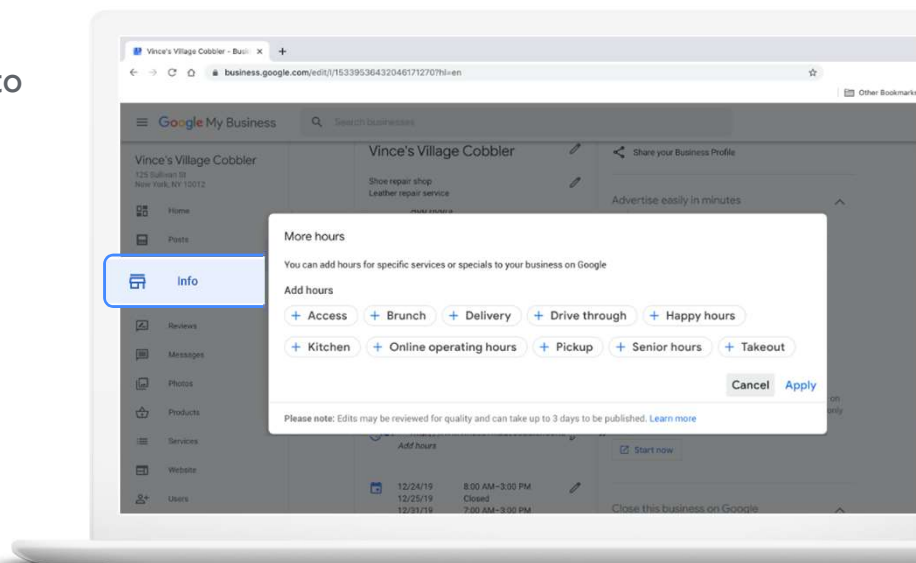 to
Vince's Village Cobbler - Busin × +
business.google.com/edit/l/15339536432046171270?hl=en
Other Bookmarks
Google My Business
Search businesses
Vince's Village Cobbler
125 Sullivan St
New York, NY 10012
Home
Posts
Info
Reviews
Messages
Photos
Products
Services
Website
Users
Vince's Village Cobbler
Shoe repair shop
Leather repair service
Share your Business Profile
Advertise easily in minutes
More hours
You can add hours for specific services or specials to your business on Google
Add hours
+ Access + Brunch + Delivery + Drive through + Happy hours
+ Kitchen + Online operating hours + Pickup + Senior hours + Takeout
Cancel Apply
Please note: Edits may be reviewed for quality and can take up to 3 days to be published. Learn more
on
only
Add hours
Start now
12/24/19 8:00 AM–3:00 PM
12/25/19 Closed
12/31/19 7:00 AM–3:00 PM
Close this business on Google